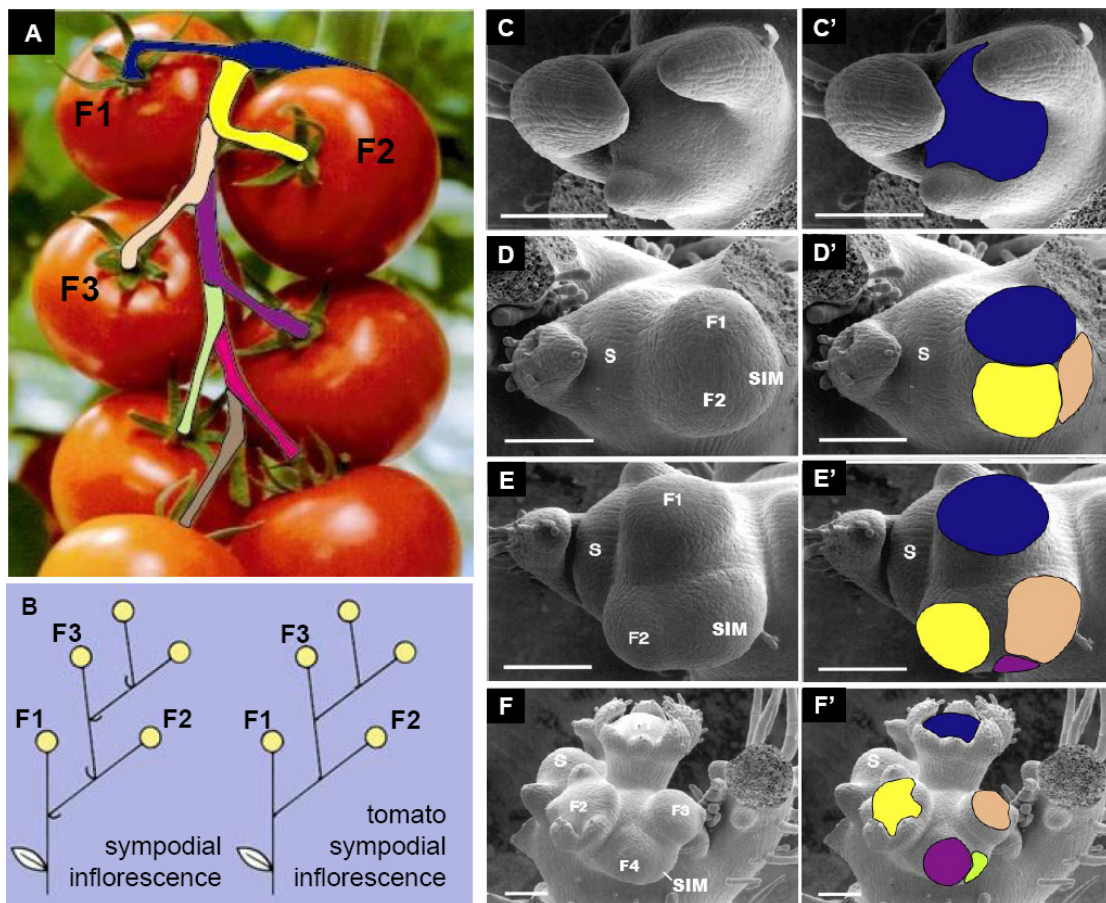 A
F1
F2
F3
B
F3
F1
F2
sympodial
inflorescence
F3
F1
F2
tomato
sympodial
inflorescence
C
C'
D
F1
S
SIM
F2
D'
S
E
F1
S
F2
SIM
E'
S
F
S
F2
F3
F4
SIM
F'
S